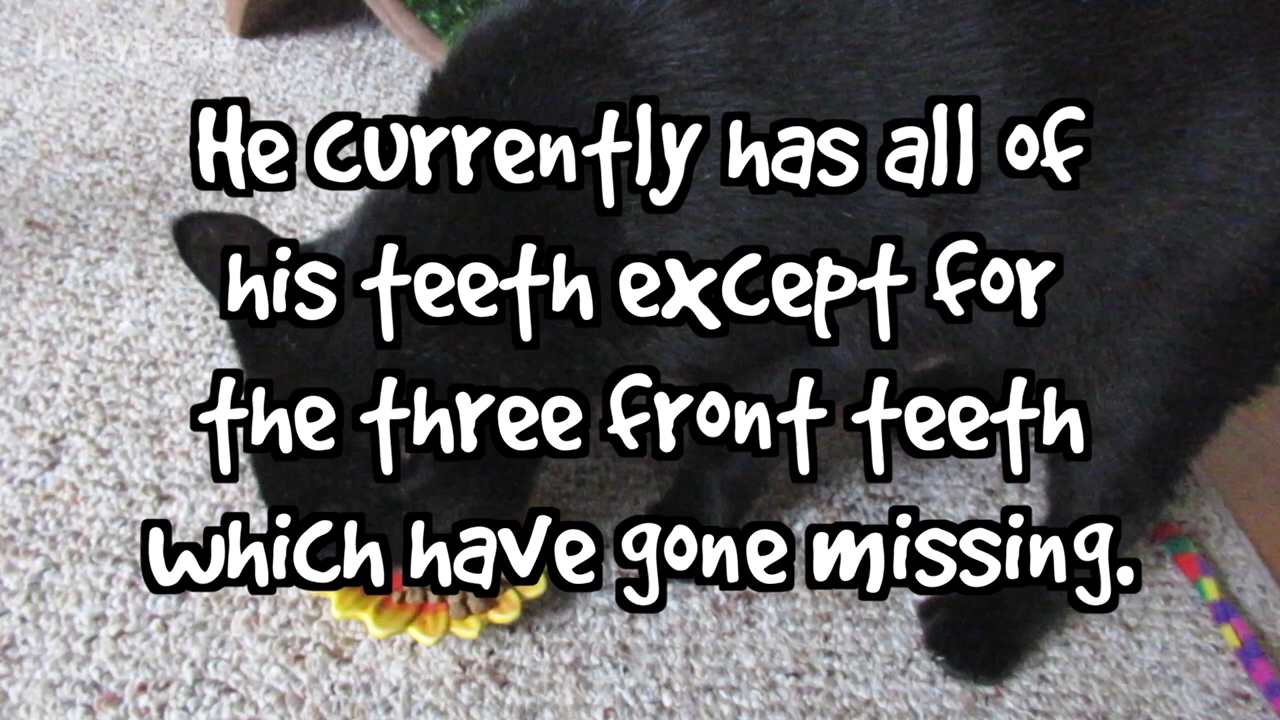 He currently has all of
his teeth except for
the three front teeth
which have gone missing.